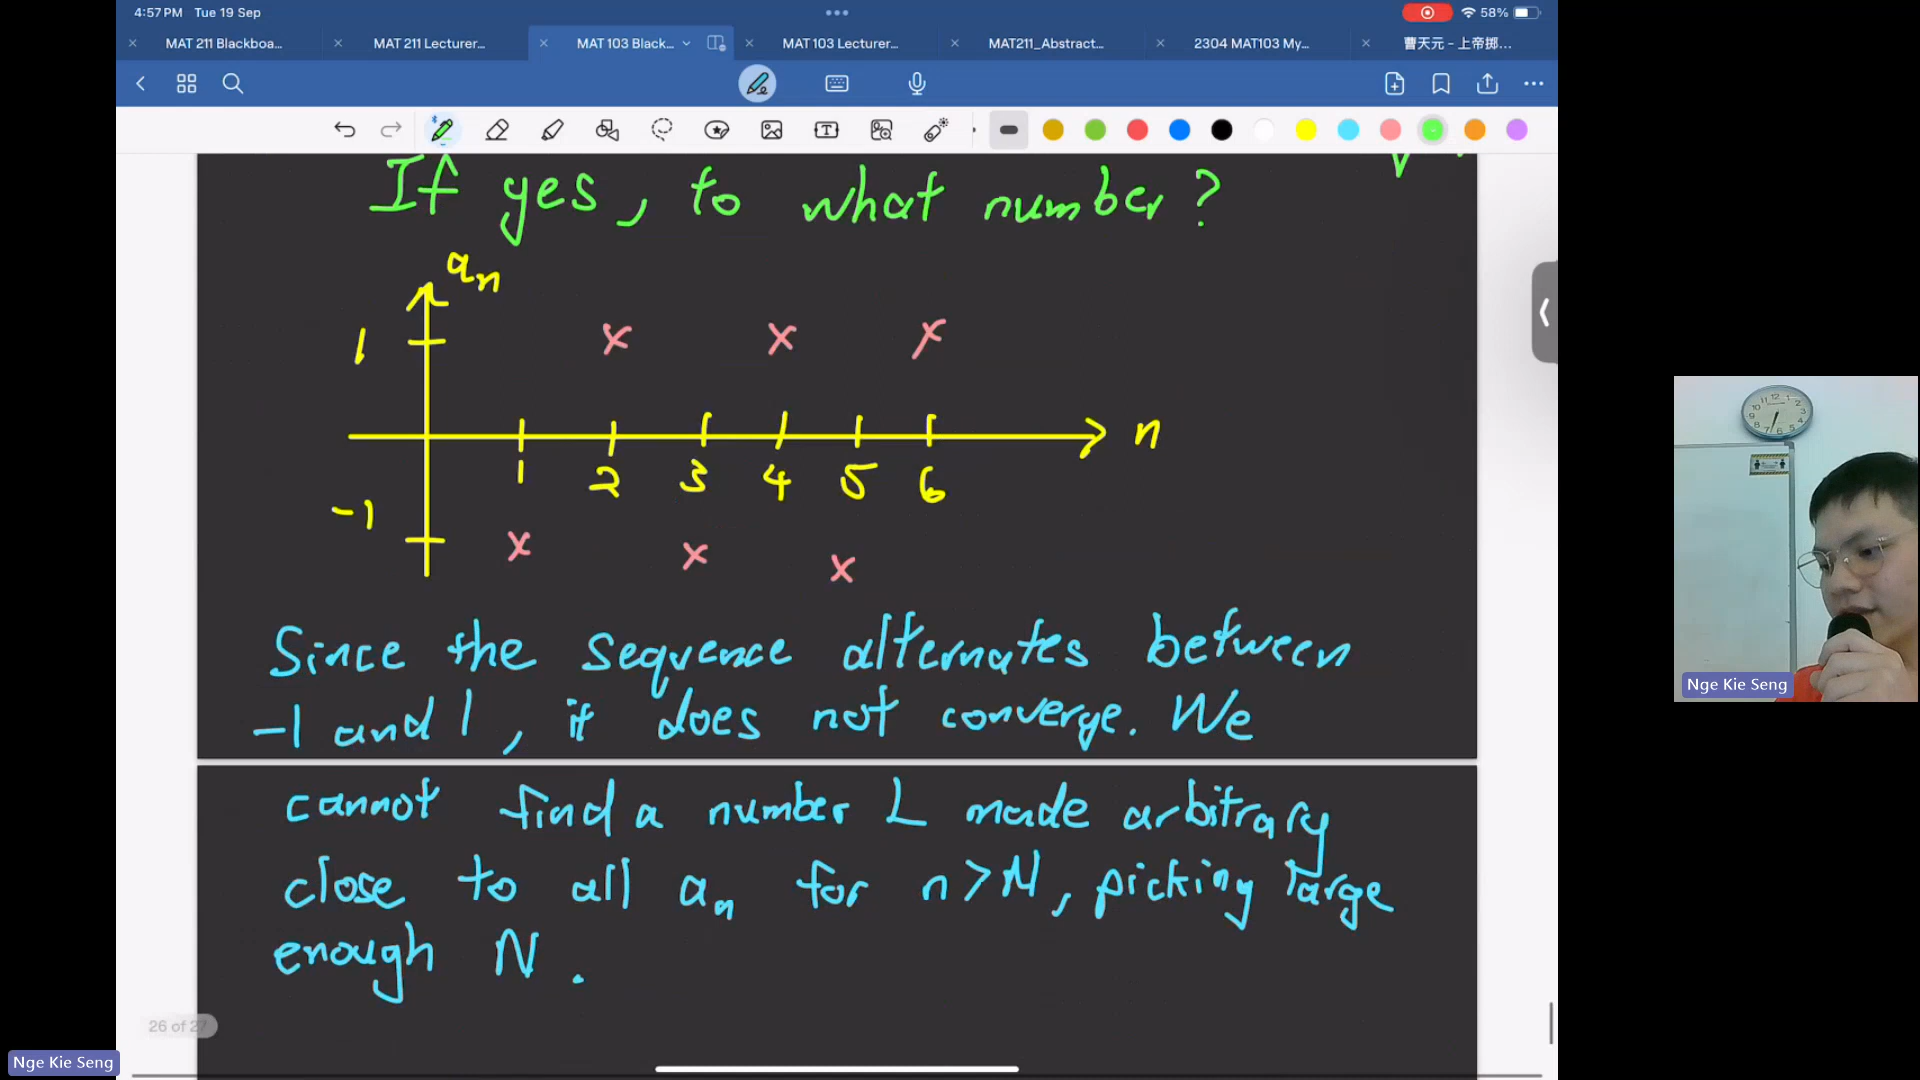 4:57 PM Tue 19 Sep
58%
MAT 211 Blackboa...
MAT 211 Lecturer...
MAT 103 Black...
MAT 103 Lecturer...
MAT211_Abstract...
2304 MAT103 My...
曹天元 - 上帝掷...
If yes, to what number?
an
1
n
1 2 3 4 5 6
-1
Since the sequence alternates between
-1 and 1, it does not converge. We
cannot find a number L made arbitrary
close to all an for n > N, picking large
enough N.
26 of 27
Nge Kie Seng
Nge Kie Seng